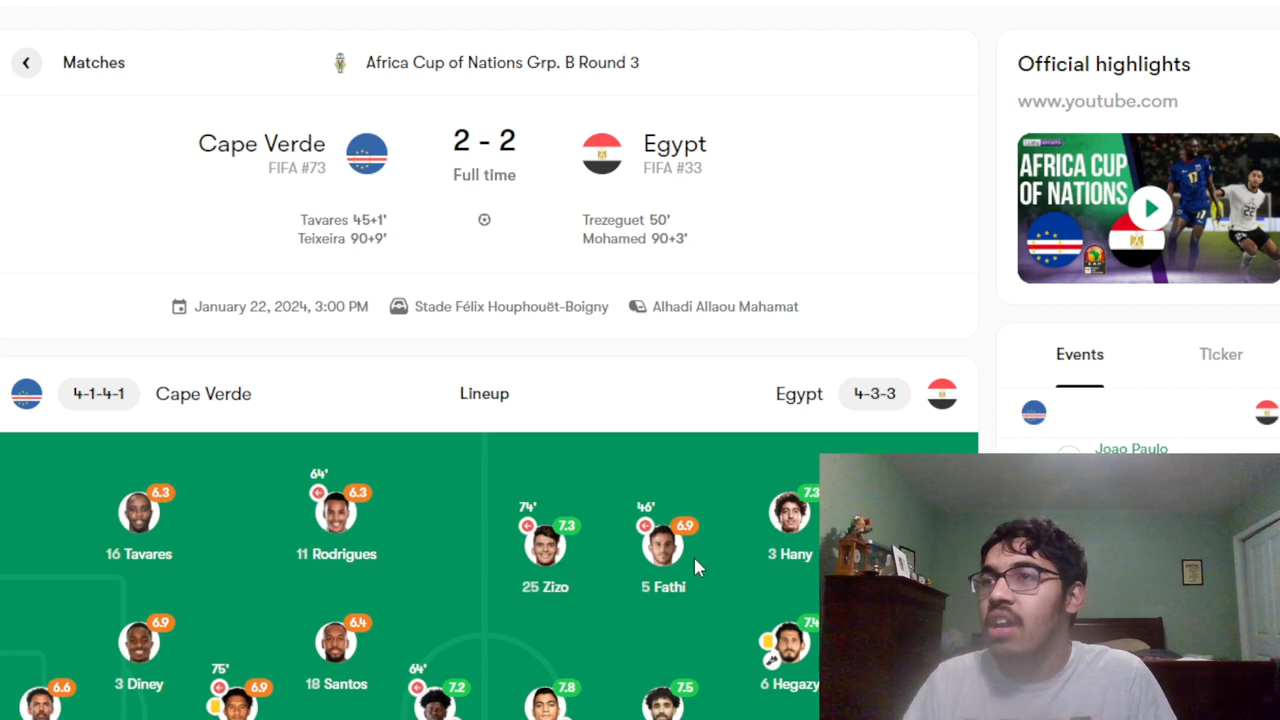 Matches
Africa Cup of Nations Grp. B Round 3
Cape Verde
FIFA #73
2 - 2
Full time
Egypt
FIFA #33
Tavares 45+1'
Teixeira 90+9'
Trezeguet 50'
Mohamed 90+3'
January 22, 2024, 3:00 PM
Stade Félix Houphouët-Boigny
Alhadi Allaou Mahamat
4-1-4-1
Cape Verde
Lineup
Egypt
4-3-3
64'
6.3
6.3
16 Tavares
11 Rodrigues
74'
46'
7.3
6.9
7.3
25 Zizo
5 Fathi
3 Hany
6.9
6.4
7.4
3 Diney
18 Santos
6 Hegazy
75'
64'
6.6
6.9
7.2
7.8
7.5
Official highlights
www.youtube.com
AFRICA CUP
OF NATIONS
17
22
Events
Ticker
Joao Paulo